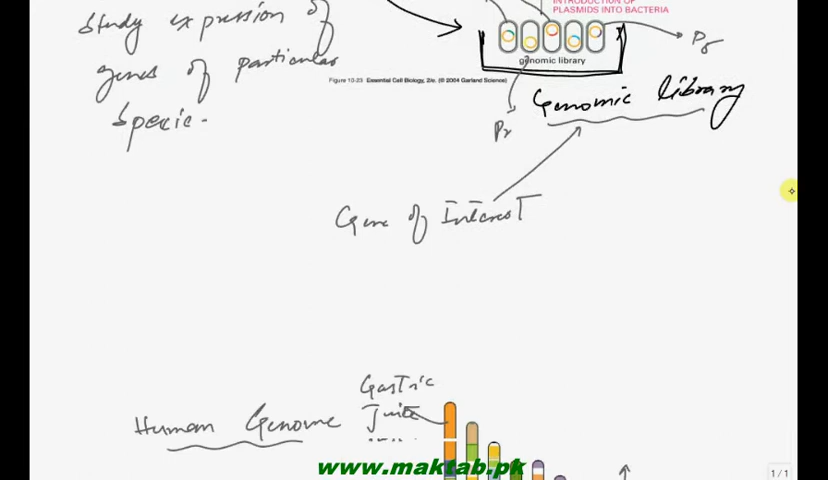 INTRODUCTION OF
PLASMIDS INTO BACTERIA
Study expression of
genes of particular
Specie.
genomic library
Figure 10-23 Essential Cell Biology, 2/e. (© 2004 Garland Science)
Genomic library
Gene of Interest
Gastric
Human Genome Juice
www.maktab.pk
1 / 1